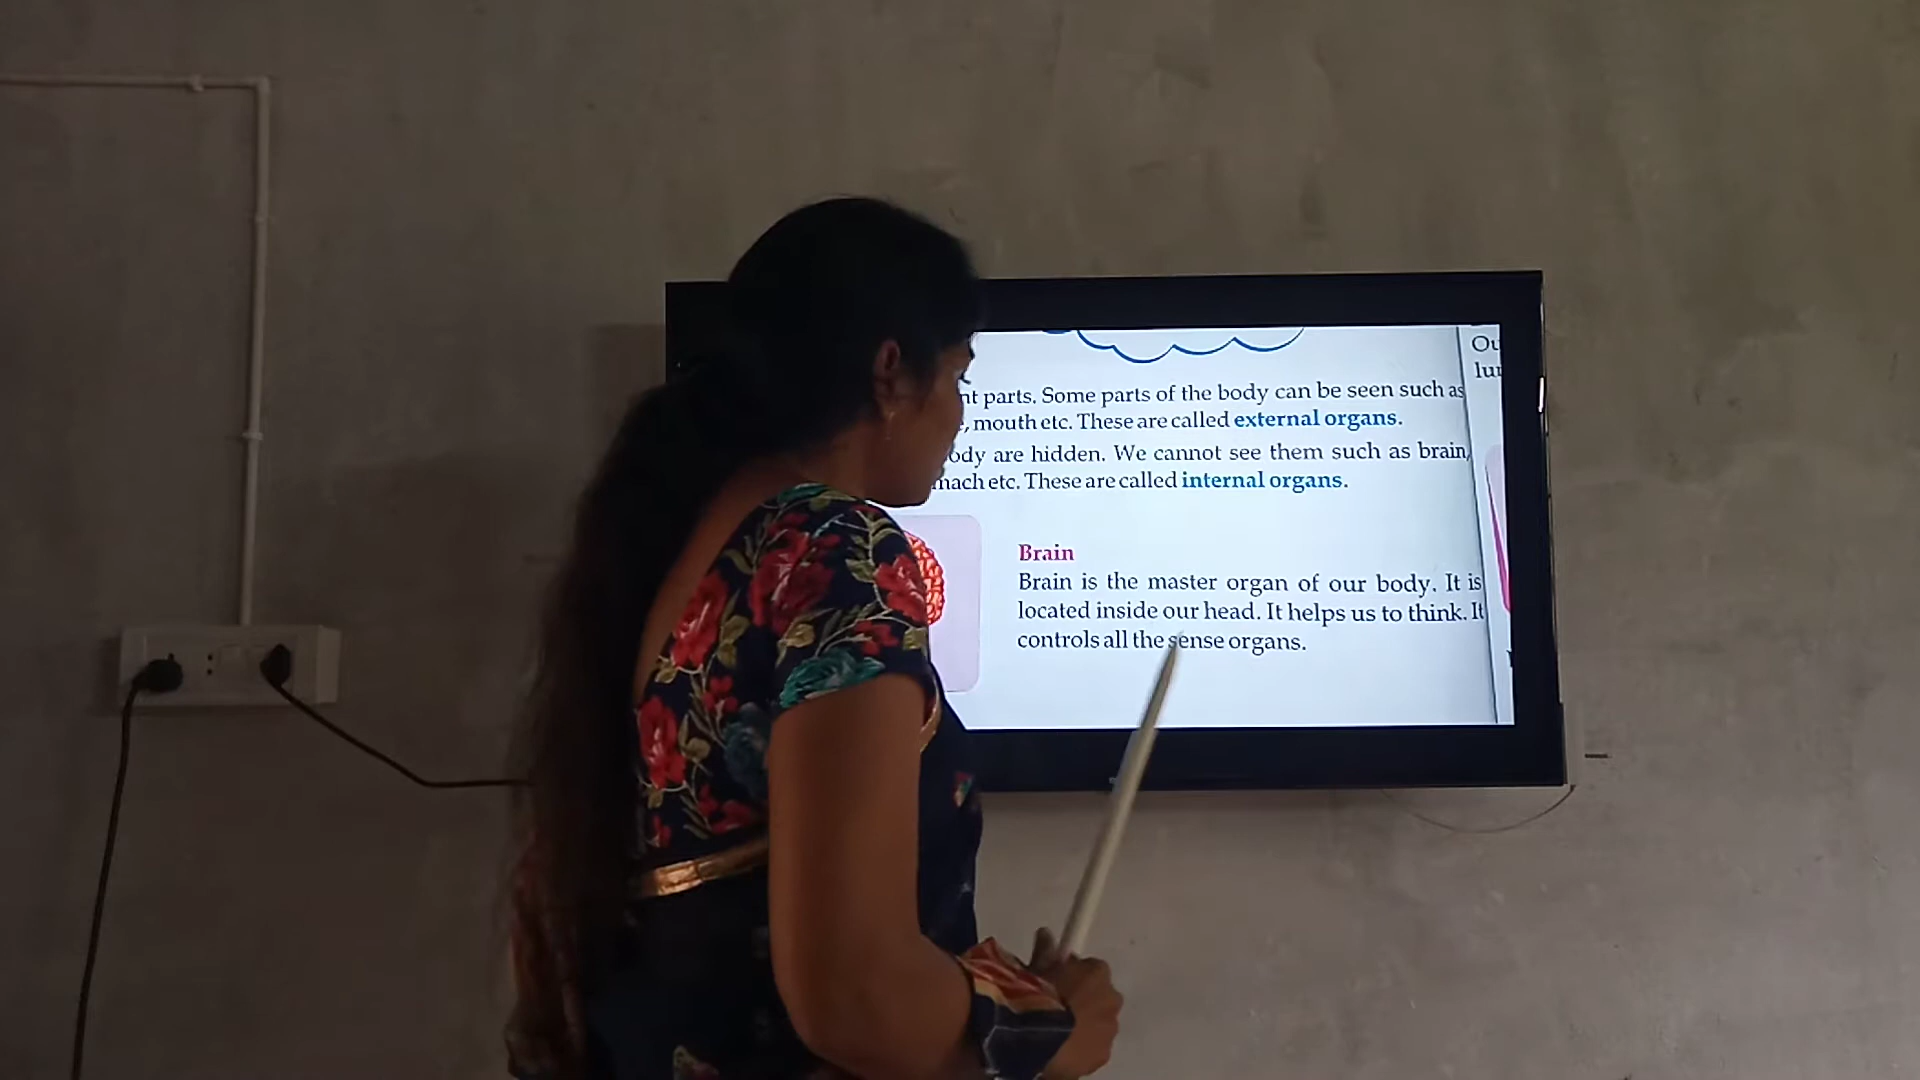 parts. Some parts of the body can be seen such as
mouth etc. These are called external organs.
are hidden. We cannot see them such as brain,
etc. These are called internal organs.
Brain
Brain is the master organ of our body. It is
located inside our head. It helps us to think. It
controls all the sense organs.